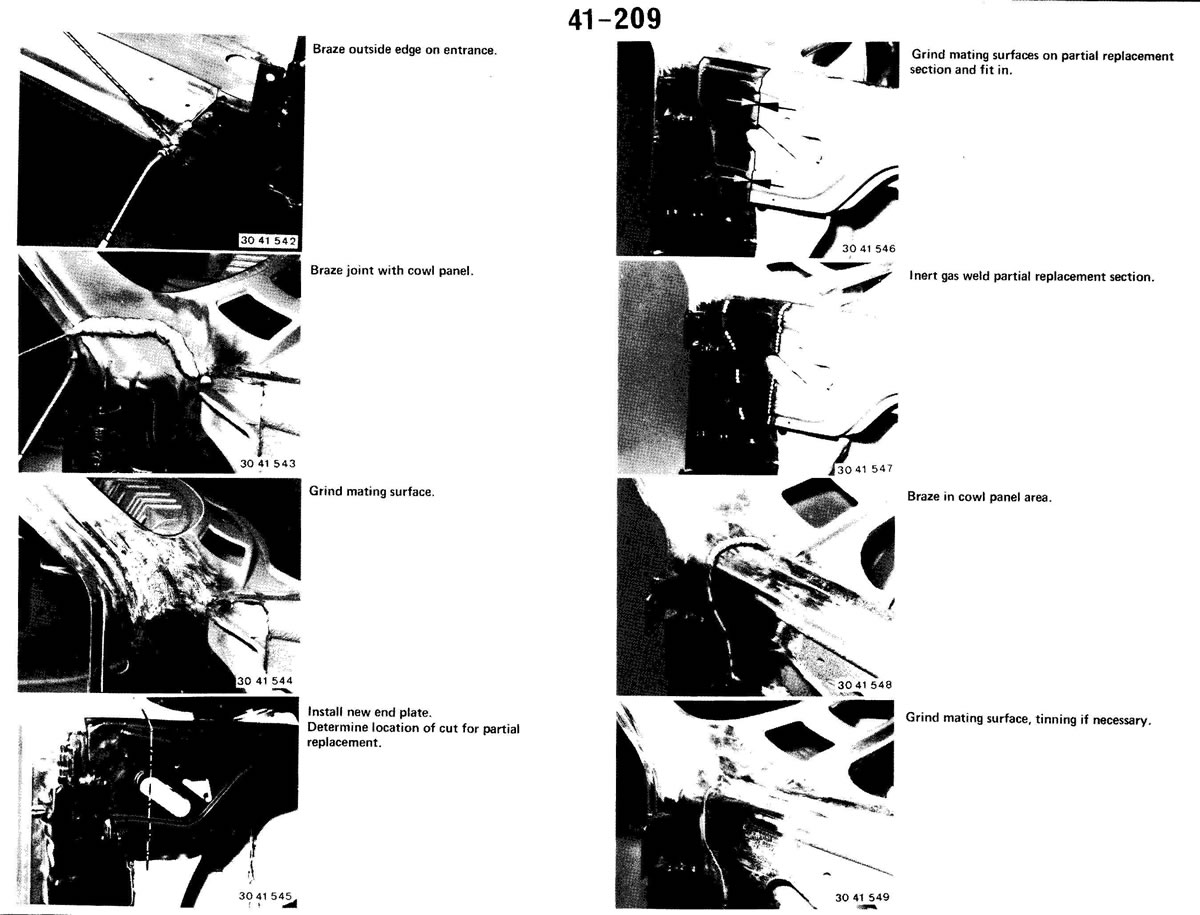 41-209
Braze outside edge on entrance.
30 41 542
Braze joint with cowl panel.
30 41 543
Grind mating surface.
30 41 544
Install new end plate.
Determine location of cut for partial
replacement.
30 41 545
Grind mating surfaces on partial replacement
section and fit in.
30 41 546
Inert gas weld partial replacement section.
30 41 547
Braze in cowl panel area.
30 41 548
Grind mating surface, tinning if necessary.
30 41 549